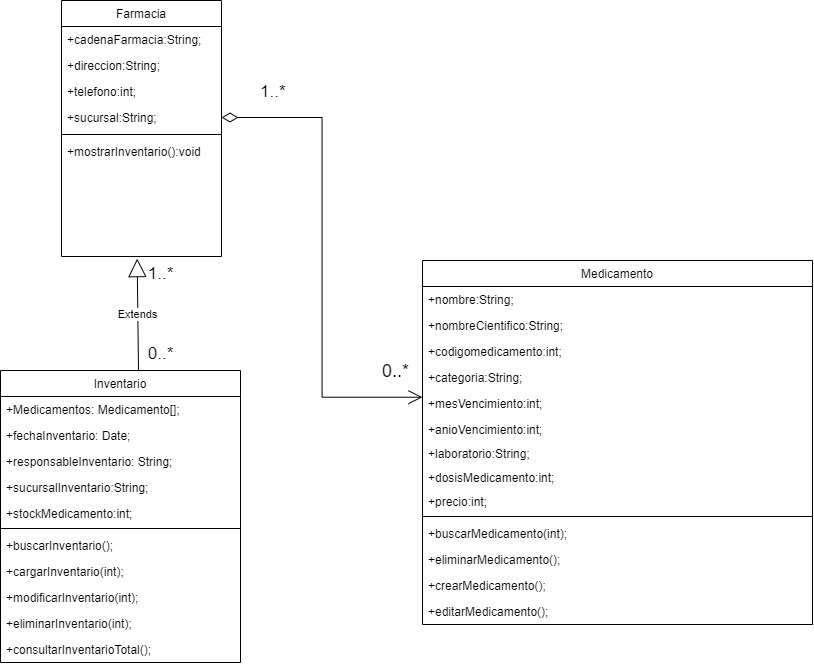 Farmacia
+cadenaFarmacia:String;
+direccion:String;
+telefono:int;
+sucursal:String;
+mostrarInventario():void
1..*
1..*
Extends
0..*
Inventario
+Medicamentos: Medicamento[];
+fechaInventario: Date;
+responsableInventario: String;
+sucursalInventario:String;
+stockMedicamento:int;
+buscarInventario();
+cargarInventario(int);
+modificarInventario(int);
+eliminarInventario(int);
+consultarInventarioTotal();
0..*
Medicamento
+nombre:String;
+nombreCientifico:String;
+codigomedicamento:int;
+categoria:String;
+mesVencimiento:int;
+anioVencimiento:int;
+laboratorio:String;
+dosisMedicamento:int;
+precio:int;
+buscarMedicamento(int);
+eliminarMedicamento();
+crearMedicamento();
+editarMedicamento();